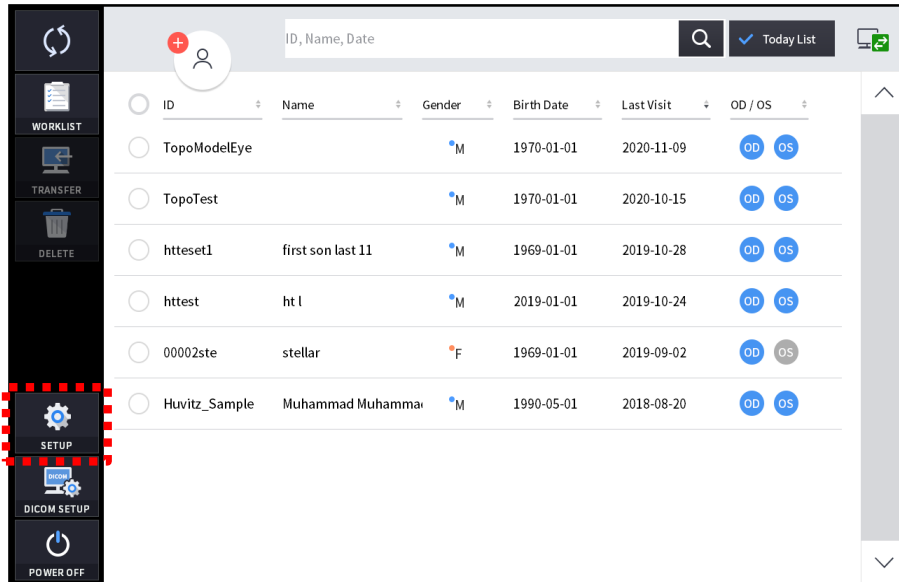 ID, Name, Date
Today List
WORKLIST
TRANSFER
DELETE
SETUP
DICOM
DICOM SETUP
POWER OFF
ID Name Gender Birth Date Last Visit OD / OS
TopoModelEye M 1970-01-01 2020-11-09 OD OS
TopoTest M 1970-01-01 2020-10-15 OD OS
htteset1 first son last 11 M 1969-01-01 2019-10-28 OD OS
httest ht l M 2019-01-01 2019-10-24 OD OS
00002ste stellar F 1969-01-01 2019-09-02 OD OS
Huvitz_Sample Muhammad Muhamma M 1990-05-01 2018-08-20 OD OS